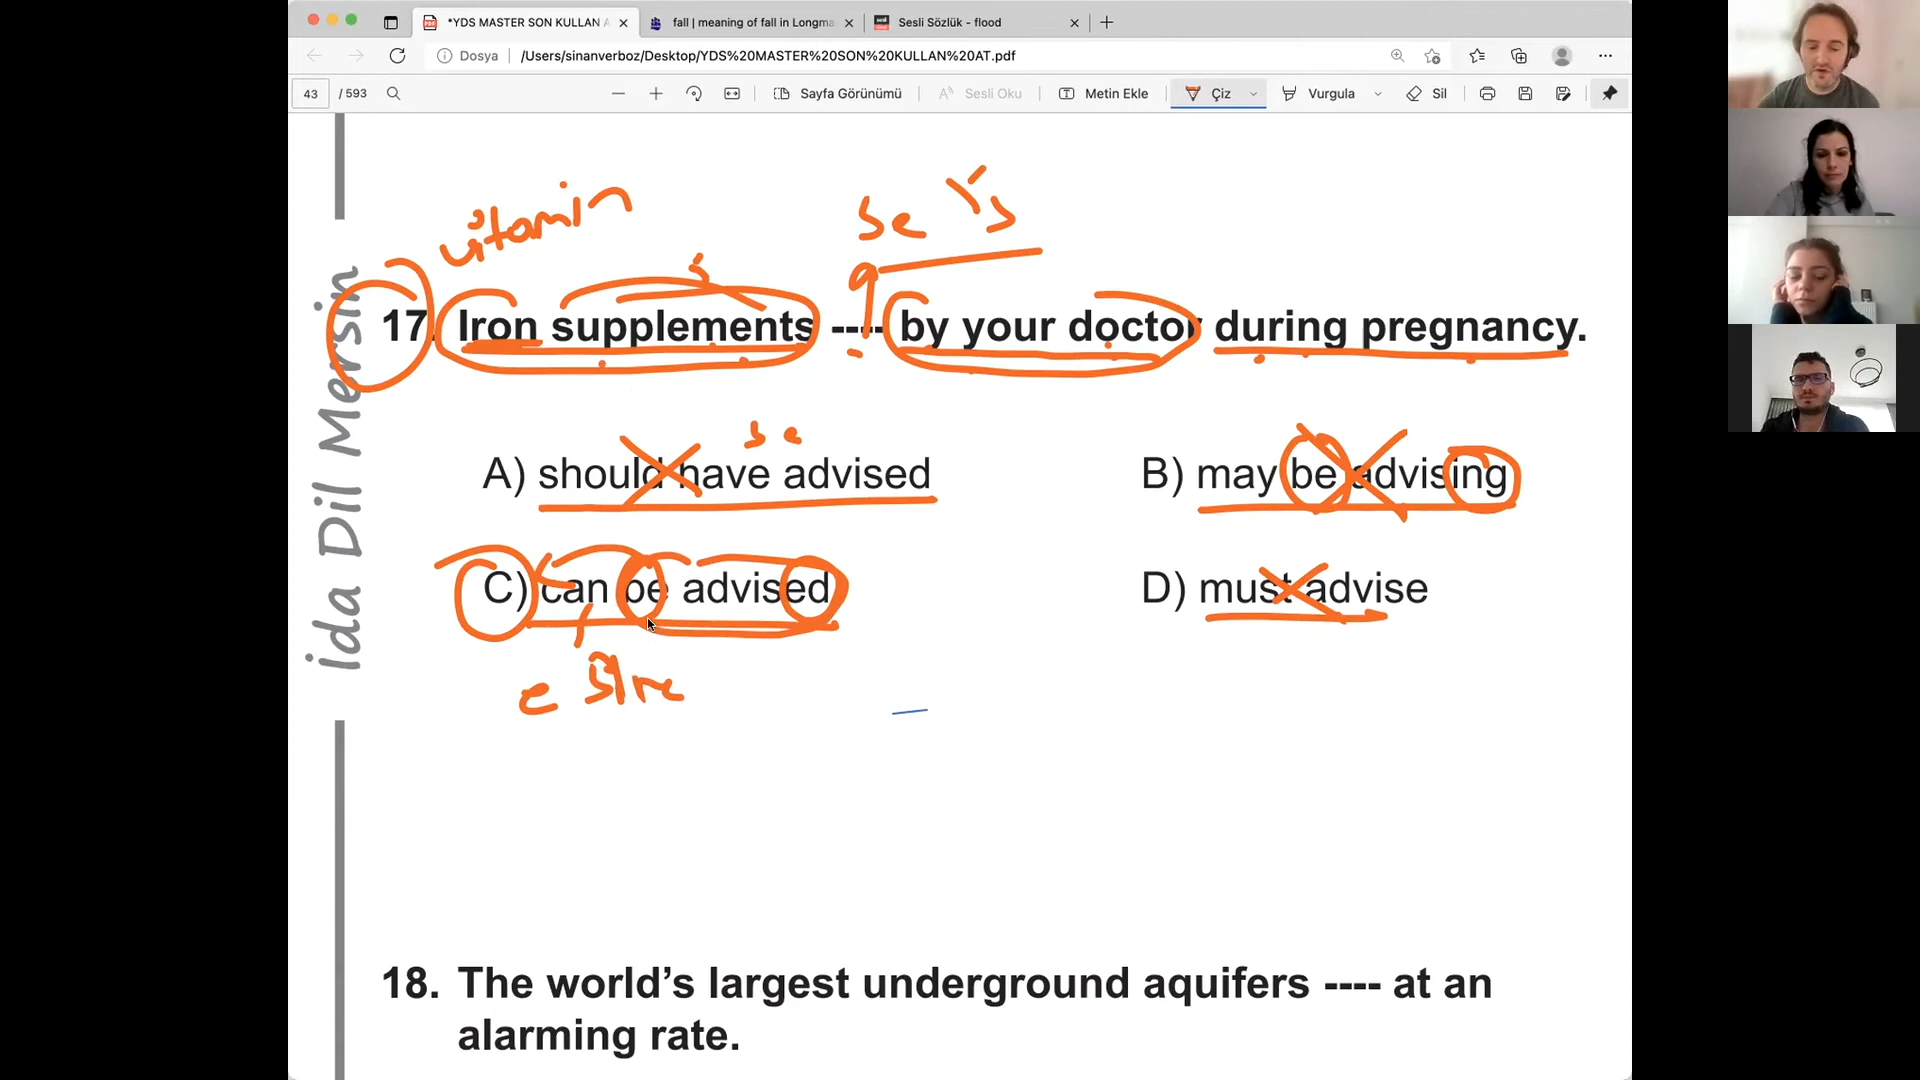 *YDS MASTER SON KULLAN A
fall | meaning of fall in Longma
Sesli Sözlük - flood
Dosya
/Users/sinanverboz/Desktop/YDS%20MASTER%20SON%20KULLAN%20AT.pdf
43 / 593
Sayfa Görünümü
Sesli Oku
Metin Ekle
Çiz
Vurgula
Sil
ida Dil Mersin
vitamin
17. Iron supplements ---- by your doctor during pregnancy.
A) should have advised
B) may be advising
C) can be advised
D) must advise
18. The world’s largest underground aquifers ---- at an
alarming rate.